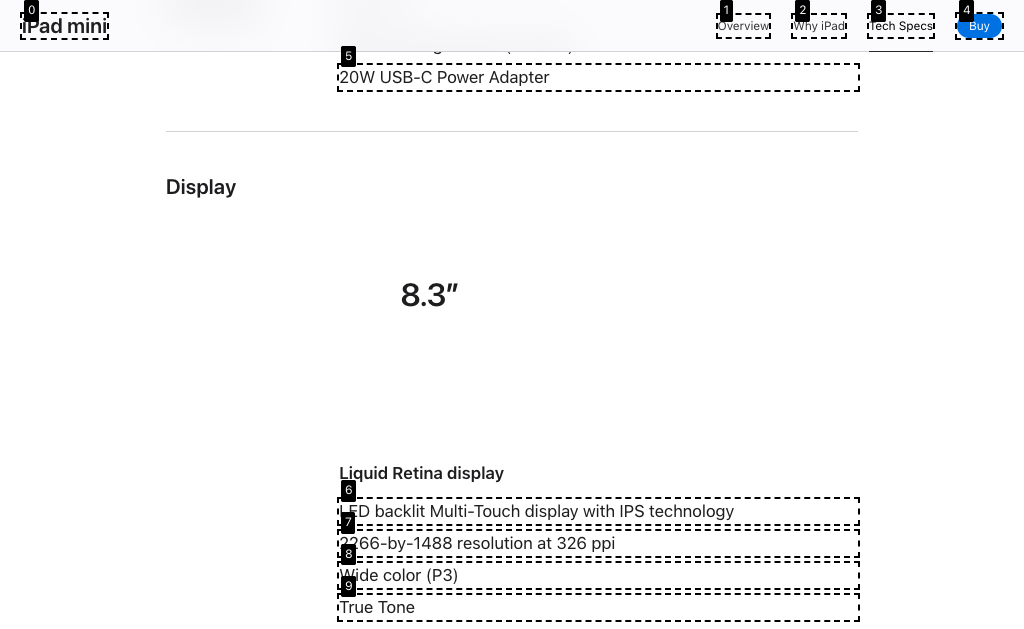 iPad mini
Overview
Why iPad
Tech Specs
Buy
20W USB-C Power Adapter
Display
8.3”
Liquid Retina display
LED backlit Multi-Touch display with IPS technology
2266-by-1488 resolution at 326 ppi
Wide color (P3)
True Tone
0
1
2
3
4
5
6
7
8
9